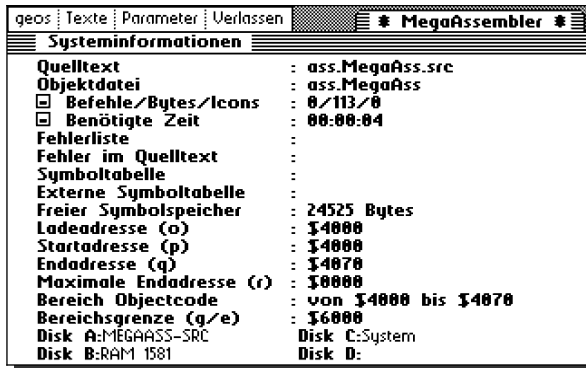 geos Texte Parameter Verlassen * MegaAssembler *
Systeminformationen
Quelltext : ass.MegaAss.src
Objektdatei : ass.MegaAss
Befehle/Bytes/Icons : 0/113/0
Benötigte Zeit : 00:00:04
Fehlerliste :
Fehler im Quelltext :
Symboltabelle :
Externe Symboltabelle :
Freier Symbolspeicher : 24525 Bytes
Ladeadresse (o) : $4000
Startadresse (p) : $4000
Endadresse (q) : $4070
Maximale Endadresse (r) : $0000
Bereich Objectcode : von $4000 bis $4070
Bereichsgrenze (g/e) : $6000
Disk A:MEGAASS-SRC Disk C:System
Disk B:RAM 1581 Disk D: